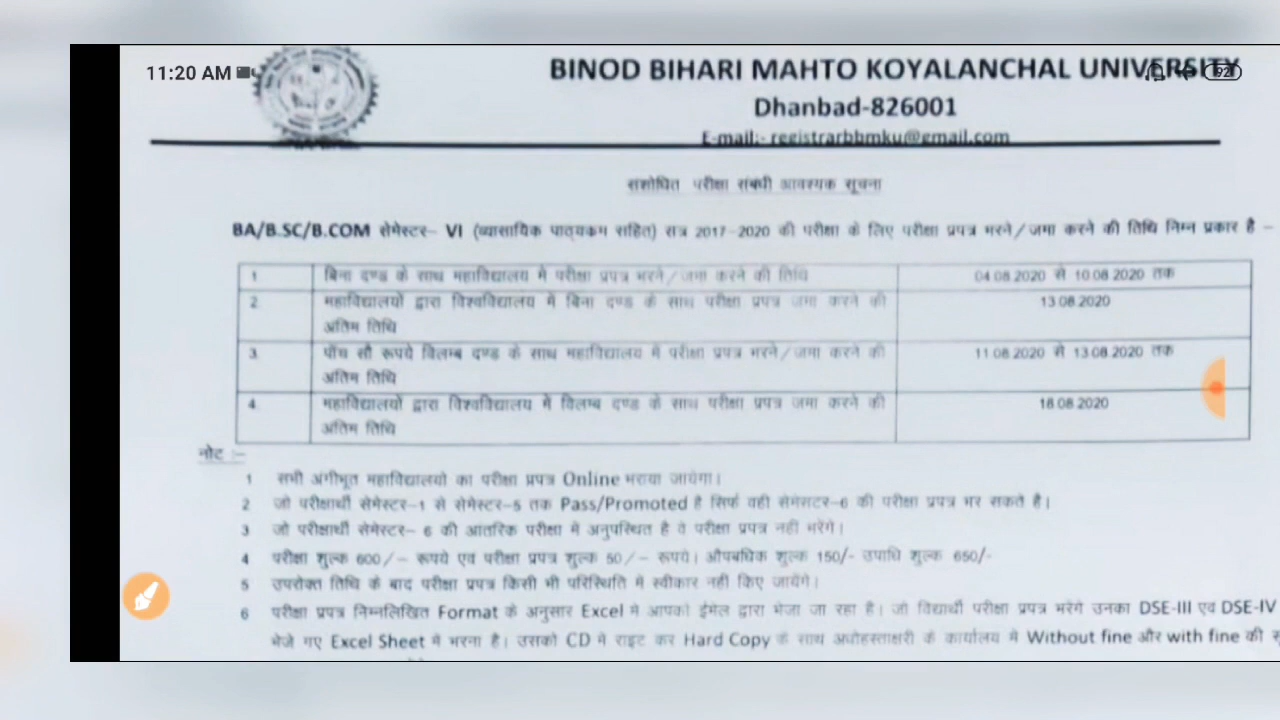 11:20 AM
92
BINOD BIHARI MAHTO KOYALANCHAL UNIVERSITY
Dhanbad-826001
E-mail:- registrarbbmku@gmail.com
संशोधित परीक्षा संबंधी आवश्यक सूचना
BA/B.SC/B.COM सेमेस्टर- VI (व्यासायिक पाठ्यकम सहित) सत्र 2017-2020 की परीक्षा के लिए परीक्षा प्रपत्र भरने/जमा करने की तिथि निम्न प्रकार है –
1 बिना दण्ड के साथ महाविद्यालय में परीक्षा प्रपत्र भरने/जमा करने की तिथि 04.08.2020 से 10.08.2020 तक
2 महाविद्यालयों द्वारा विश्वविद्यालय में बिना दण्ड के साथ परीक्षा प्रपत्र जमा करने की 13.08.2020
अंतिम तिथि
3 पाँच सौ रूपये विलम्ब दण्ड के साथ महाविद्यालय में परीक्षा प्रपत्र भरने/जमा करने की 11.08.2020 से 13.08.2020 तक
अंतिम तिथि
4 महाविद्यालयों द्वारा विश्वविद्यालय में विलम्ब दण्ड के साथ परीक्षा प्रपत्र जमा करने की 18.08.2020
अंतिम तिथि
नोट :-
1 सभी अंगीभूत महाविद्यालयो का परीक्षा प्रपत्र Online भराया जायेगा।
2 जो परीक्षार्थी सेमेस्टर-1 से सेमेस्टर-5 तक Pass/Promoted है सिर्फ वही सेमेसटर-6 की परीक्षा प्रपत्र भर सकते है।
3 जो परीक्षार्थी सेमेस्टर- 6 की आतरिक परीक्षा में अनुपस्थित है वे परीक्षा प्रपत्र नही भरेंगे।
4 परीक्षा शुल्क 600/- रूपये एव परीक्षा प्रपत्र शुल्क 50/- रूपये। औपबधिक शुल्क 150/- उपाधि शुल्क 650/-
5 उपरोक्त तिथि के बाद परीक्षा प्रपत्र किसी भी परिस्थिति में स्वीकार नही किए जायेंगे।
6 परीक्षा प्रपत्र निम्नलिखित Format के अनुसार Excel मे आपको ईमेल द्वारा भेजा जा रहा है। जो विद्यार्थी परीक्षा प्रपत्र भरेंगे उनका DSE-III एव DSE-IV
भेजे गए Excel Sheet मे भरना है। उसको CD मे राइट कर Hard Copy के साथ अधोहस्ताक्षरी के कार्यालय मे Without fine और with fine की